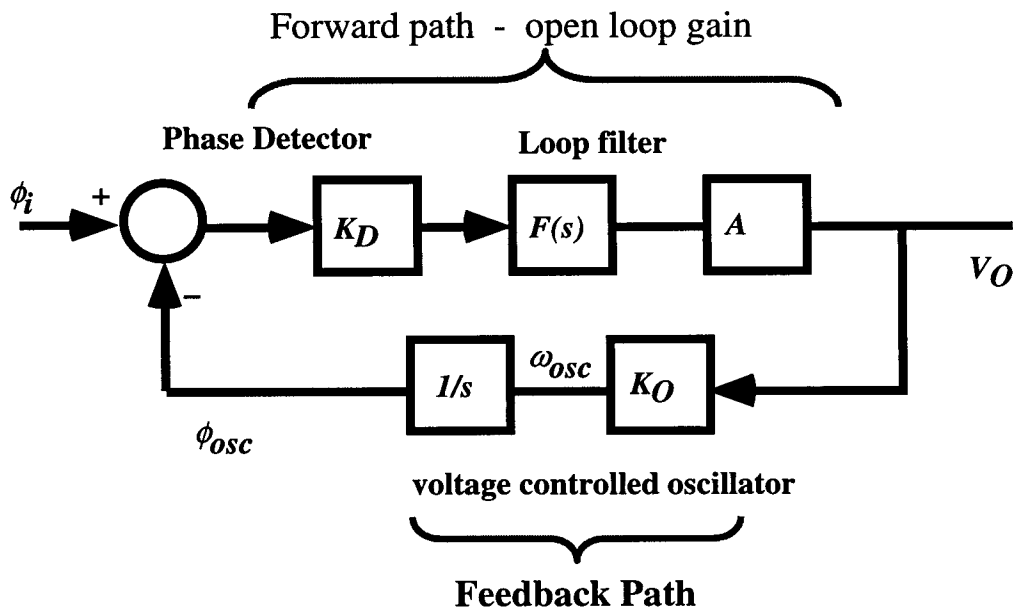 Forward path - open loop gain
Phase Detector
Loop filter
ϕi
+
KD
F(s)
A
VO
−
1/s
ωosc
KO
ϕosc
voltage controlled oscillator
Feedback Path